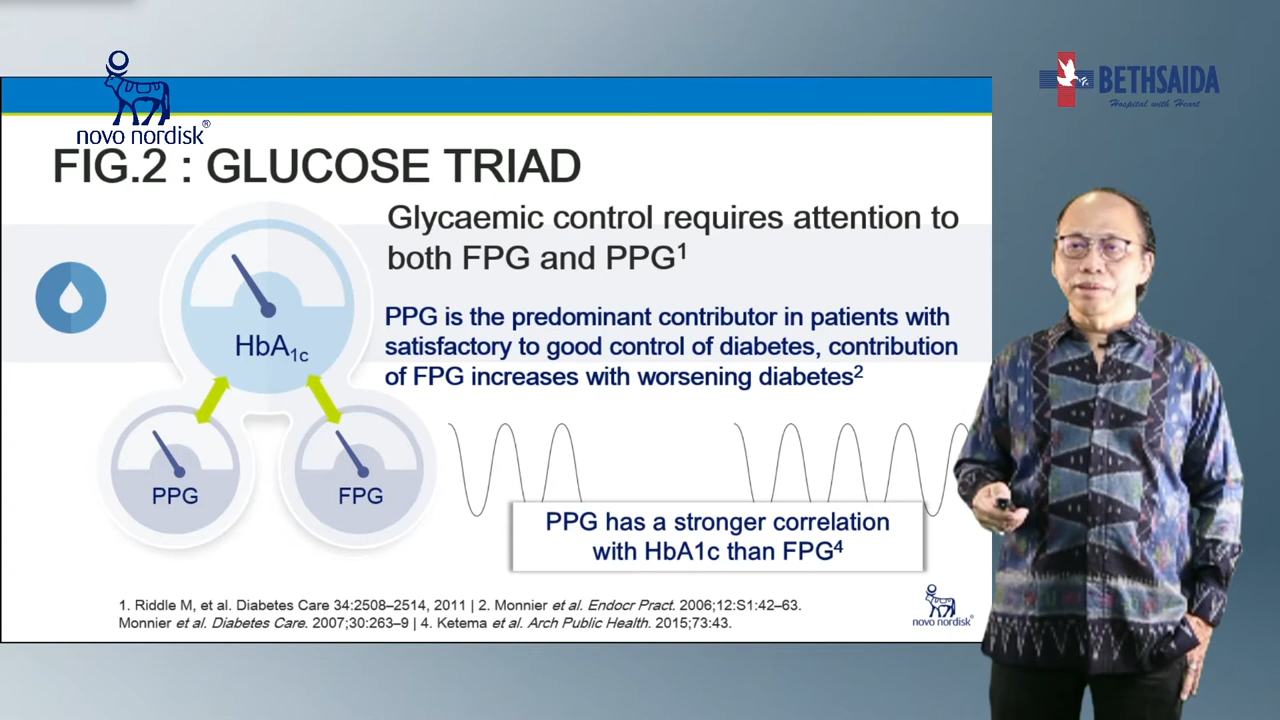 novo nordisk®
BETHSAIDA
Hospital with Heart
FIG.2 : GLUCOSE TRIAD
Glycaemic control requires attention to
both FPG and PPG1
PPG is the predominant contributor in patients with
satisfactory to good control of diabetes, contribution
of FPG increases with worsening diabetes2
HbA1c
PPG
FPG
PPG has a stronger correlation
with HbA1c than FPG4
1. Riddle M, et al. Diabetes Care 34:2508–2514, 2011 | 2. Monnier et al. Endocr Pract. 2006;12:S1:42–63.
Monnier et al. Diabetes Care. 2007;30:263–9 | 4. Ketema et al. Arch Public Health. 2015;73:43.
novo nordisk®